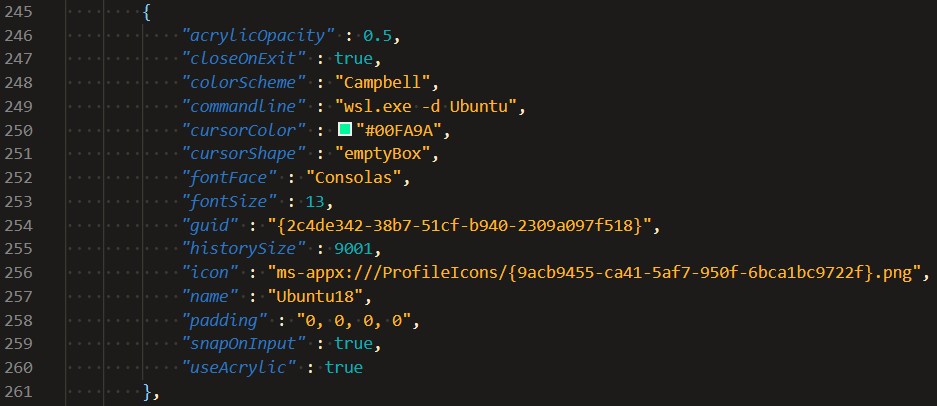 245 {
246 "acrylicOpacity" : 0.5,
247 "closeOnExit" : true,
248 "colorScheme" : "Campbell",
249 "commandline" : "wsl.exe -d Ubuntu",
250 "cursorColor" : "#00FA9A",
251 "cursorShape" : "emptyBox",
252 "fontFace" : "Consolas",
253 "fontSize" : 13,
254 "guid" : "{2c4de342-38b7-51cf-b940-2309a097f518}",
255 "historySize" : 9001,
256 "icon" : "ms-appx:///ProfileIcons/{9acb9455-ca41-5af7-950f-6bca1bc9722f}.png",
257 "name" : "Ubuntu18",
258 "padding" : "0, 0, 0, 0",
259 "snapOnInput" : true,
260 "useAcrylic" : true
261 },